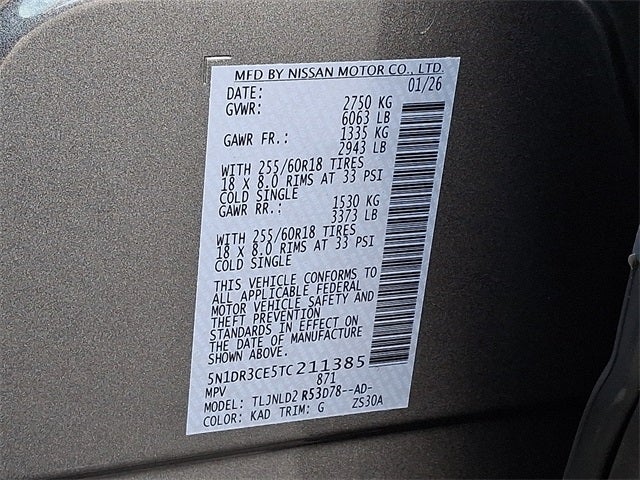 MFD BY NISSAN MOTOR CO., LTD.
DATE: 01/26
GVWR: 2750 KG
6063 LB
GAWR FR.: 1335 KG
2943 LB
WITH 255/60R18 TIRES
18 X 8.0 RIMS AT 33 PSI
COLD SINGLE
GAWR RR.: 1530 KG
3373 LB
WITH 255/60R18 TIRES
18 X 8.0 RIMS AT 33 PSI
COLD SINGLE
THIS VEHICLE CONFORMS TO
ALL APPLICABLE FEDERAL
MOTOR VEHICLE SAFETY AND
THEFT PREVENTION
STANDARDS IN EFFECT ON
THE DATE OF MANUFACTURE
SHOWN ABOVE.
5N1DR3CE5TC211385
MPV 871
MODEL: TLJNLD2 R53D78--AD-
COLOR: KAD TRIM: G ZS30A